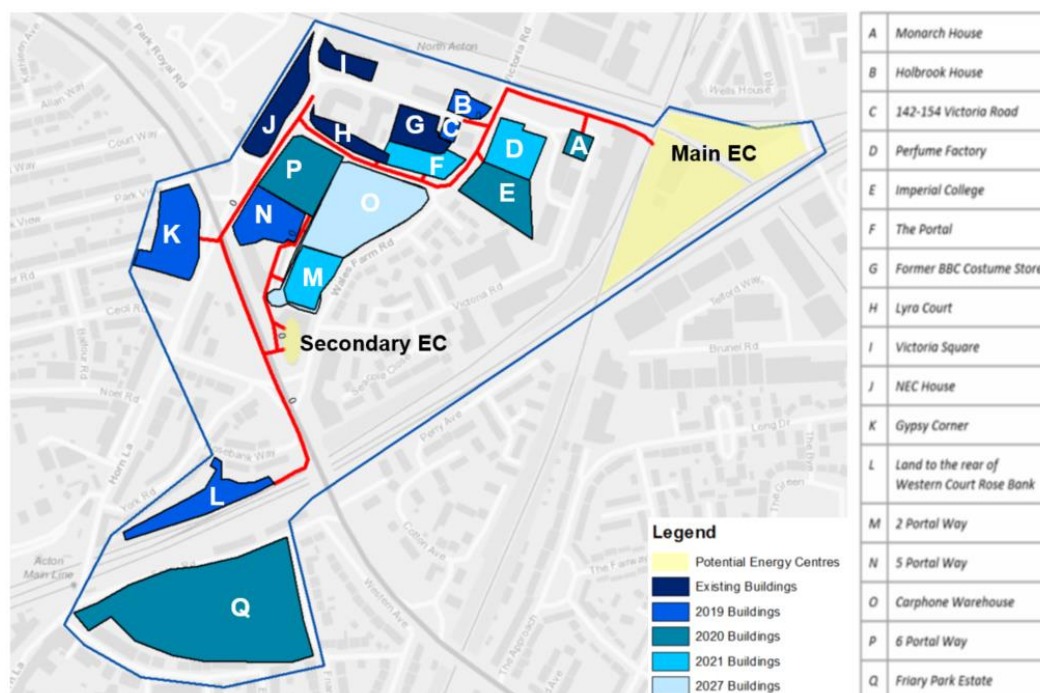 North Acton
Victoria Rd
Park Royal Rd
Wells House
Allan Way
Court Way
Park View
Cecil Rd
Noel Rd
Horn La
York Rd
Wales Farm Rd
Victoria Rd
Telford Way
Brunel Rd
Perry Ave
Long Dr
The Green
Western Ave
The Approach
The Fairway
Acton
Main Line
I
J
H
G
B
C
F
D
A
E
P
O
N
K
M
L
Q
Main EC
Secondary EC
Legend
Potential Energy Centres
Existing Buildings
2019 Buildings
2020 Buildings
2021 Buildings
2027 Buildings
A Monarch House
B Holbrook House
C 142-154 Victoria Road
D Perfume Factory
E Imperial College
F The Portal
G Former BBC Costume Store
H Lyra Court
I Victoria Square
J NEC House
K Gypsy Corner
L Land to the rear of
Western Court Rose Bank
M 2 Portal Way
N 5 Portal Way
O Carphone Warehouse
P 6 Portal Way
Q Friary Park Estate